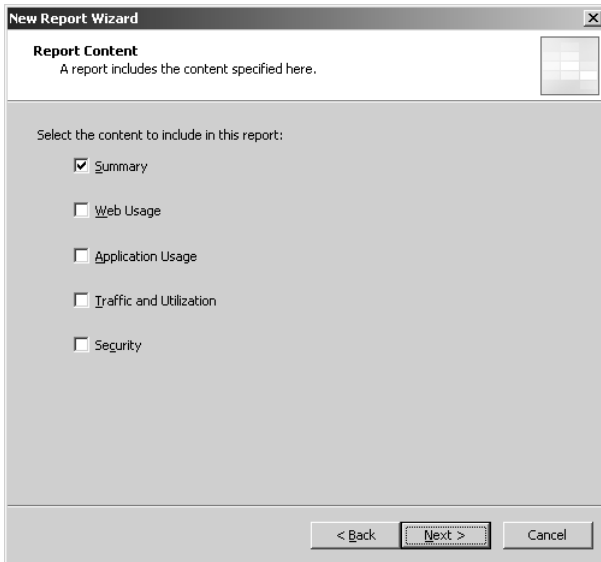 New Report Wizard
Report Content
A report includes the content specified here.
Select the content to include in this report:
Summary
Web Usage
Application Usage
Traffic and Utilization
Security
< Back Next > Cancel